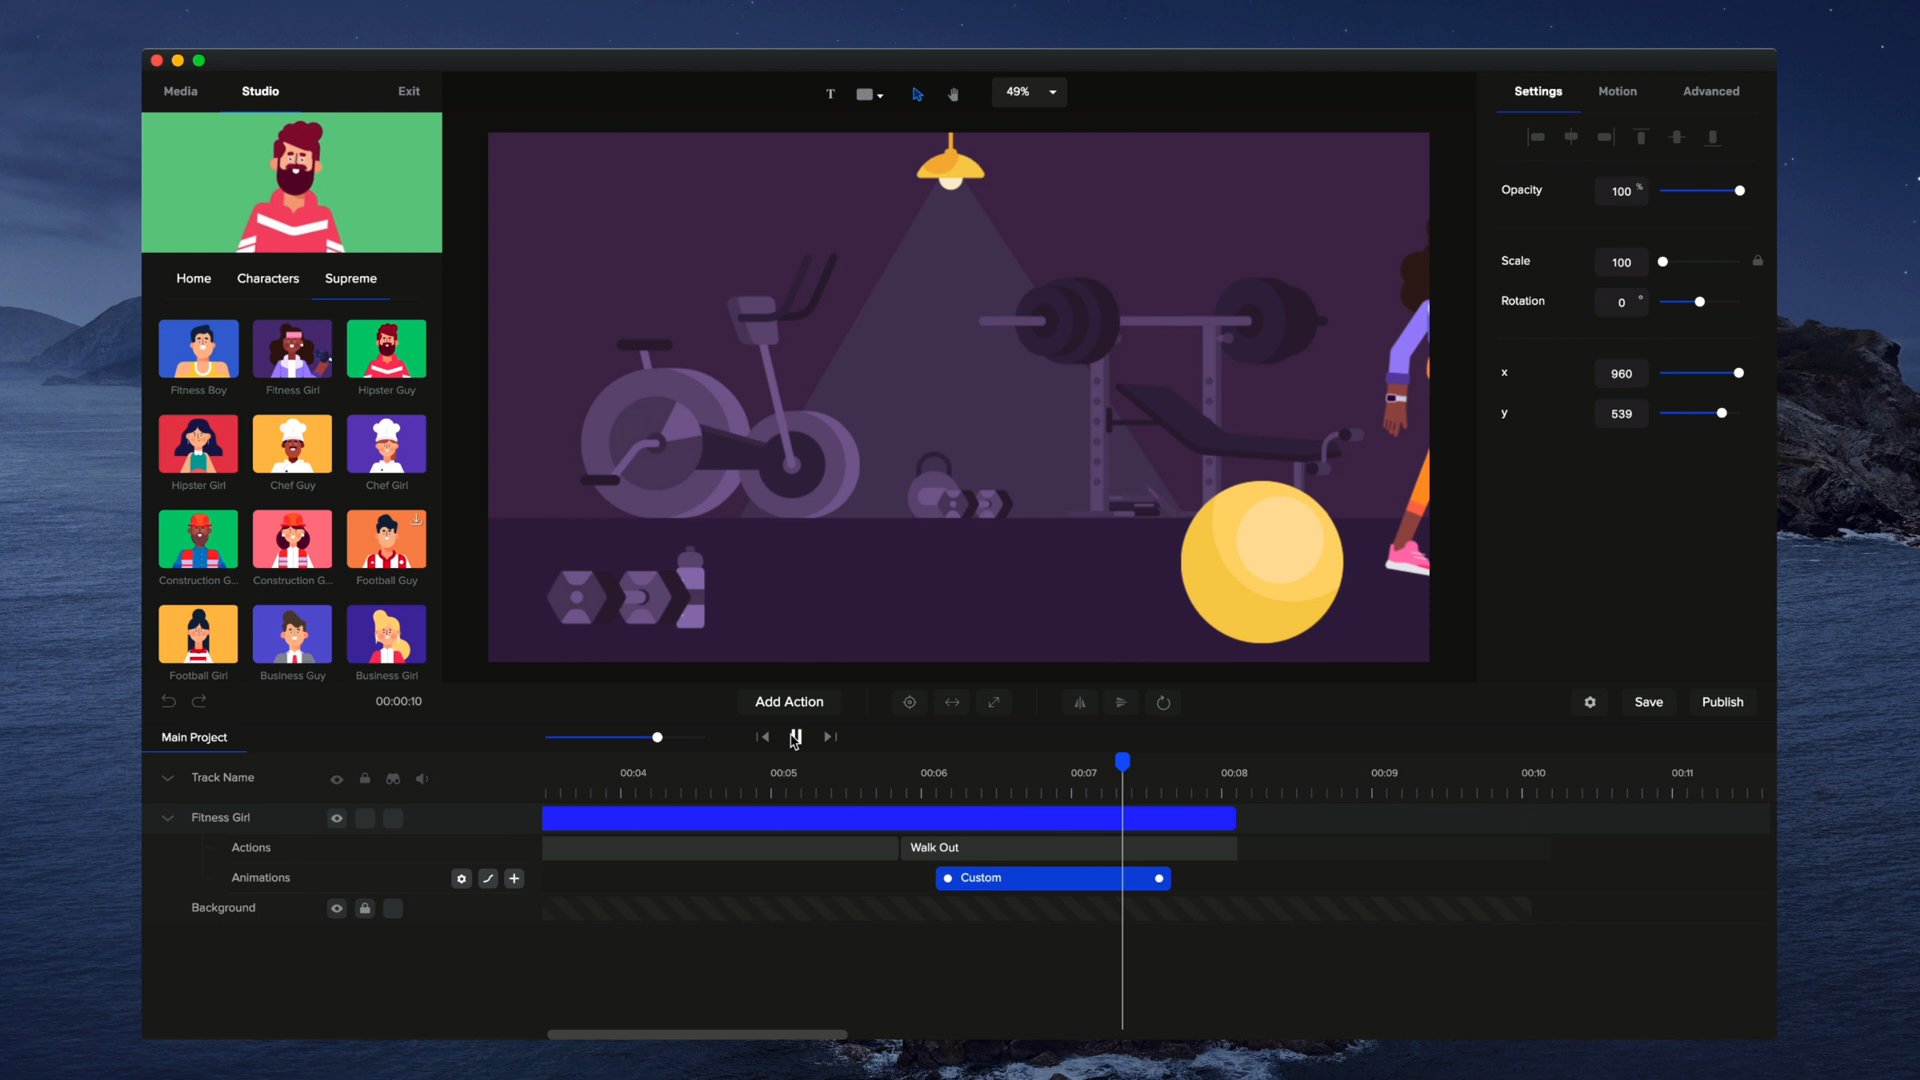 Media Studio Exit
T 49%
Settings Motion Advanced
Opacity 100 %
Scale 100
Rotation 0 °
x 960
y 539
Home Characters Supreme
Fitness Boy Fitness Girl Hipster Guy
Hipster Girl Chef Guy Chef Girl
Construction G... Construction G... Football Guy
Football Girl Business Guy Business Girl
00:00:10 Add Action Save Publish
Main Project
Track Name 00:04 00:05 00:06 00:07 00:08 00:09 00:10 00:11
Fitness Girl
Actions Walk Out
Animations Custom
Background